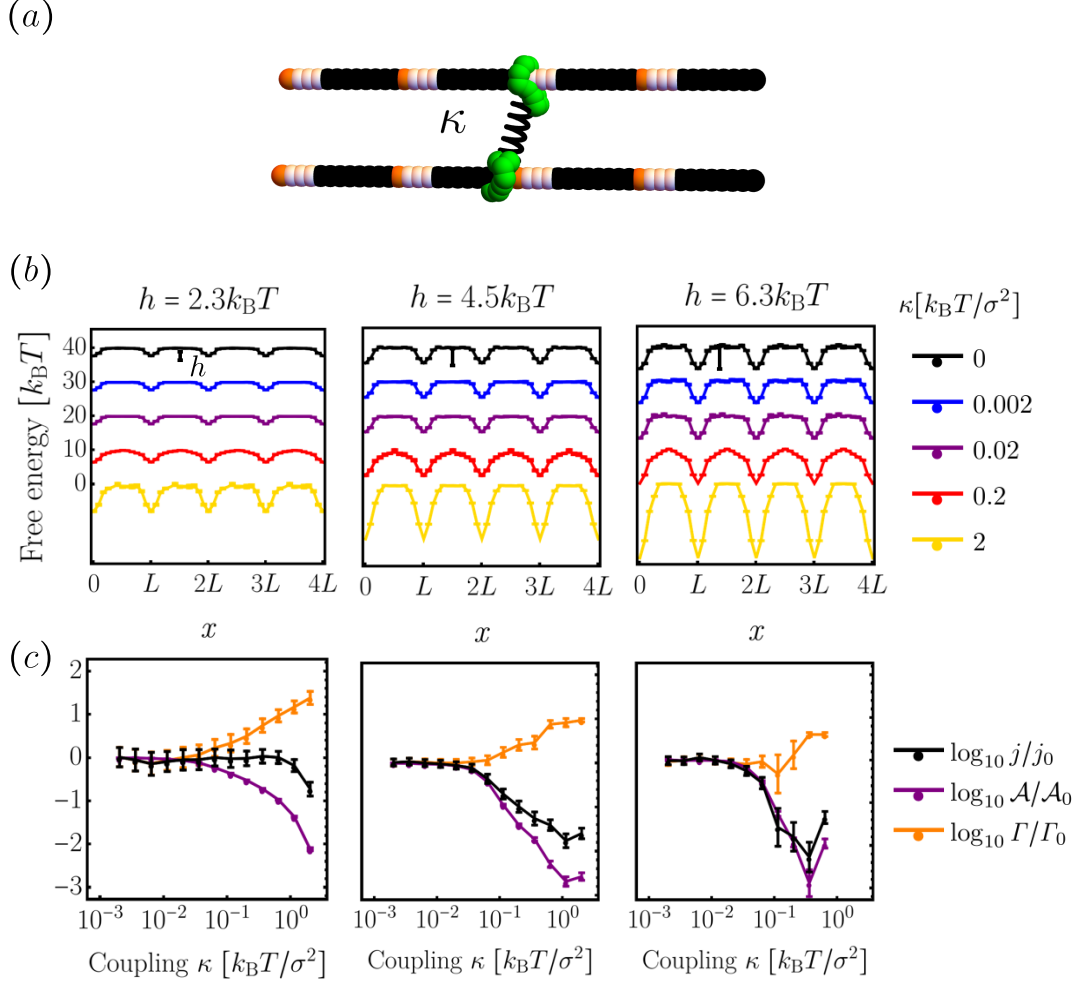 (a)
κ
(b)
h = 2.3k_BT
h = 4.5k_BT
h = 6.3k_BT
κ[k_BT/σ²]
Free energy [k_BT]
40
30
20
10
0
h
0
0.002
0.02
0.2
2
0 L 2L 3L 4L
0 L 2L 3L 4L
0 L 2L 3L 4L
x
x
x
(c)
2
1
0
−1
−2
−3
log₁₀ j/j₀
log₁₀ 𝒜/𝒜₀
log₁₀ Γ/Γ₀
10⁻³ 10⁻² 10⁻¹ 10⁰
10⁻³ 10⁻² 10⁻¹ 10⁰
10⁻³ 10⁻² 10⁻¹ 10⁰
Coupling κ [k_BT/σ²]
Coupling κ [k_BT/σ²]
Coupling κ [k_BT/σ²]